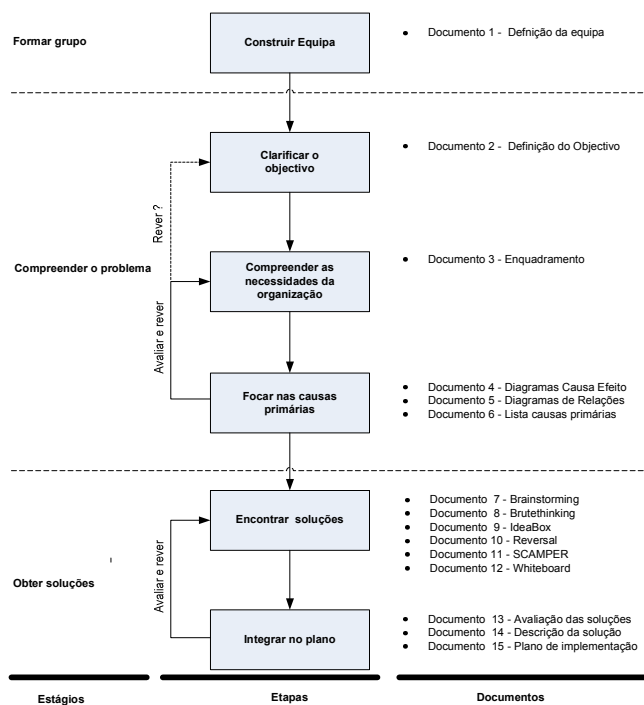 Formar grupo
Construir Equipa
• Documento 1 - Defnição da equipa
Clarificar o
objectivo
• Documento 2 - Definição do Objectivo
Rever ?
Compreender o problema
Compreender as
necessidades da
organização
• Documento 3 - Enquadramento
Avaliar e rever
Focar nas causas
primárias
• Documento 4 - Diagramas Causa Efeito
• Documento 5 - Diagramas de Relações
• Documento 6 - Lista causas primárias
Encontrar soluções
• Documento 7 - Brainstorming
• Documento 8 - Brutethinking
• Documento 9 - IdeaBox
• Documento 10 - Reversal
• Documento 11 - SCAMPER
• Documento 12 - Whiteboard
Obter soluções
Avaliar e rever
Integrar no plano
• Documento 13 - Avaliação das soluções
• Documento 14 - Descrição da solução
• Documento 15 - Plano de implementação
Estágios
Etapas
Documentos